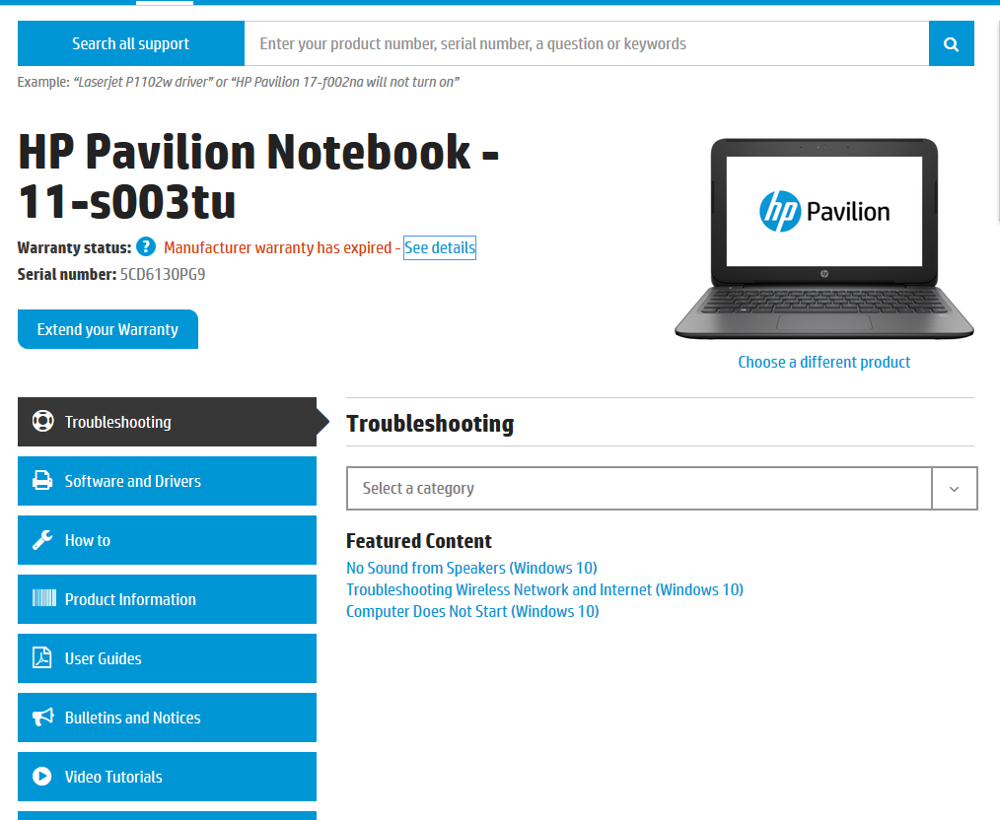 Search all support
Enter your product number, serial number, a question or keywords
Example: “Laserjet P1102w driver” or “HP Pavilion 17-f002na will not turn on”
HP Pavilion Notebook -
11-s003tu
Warranty status: ? Manufacturer warranty has expired - See details
Serial number: 5CD6130PG9
Extend your Warranty
hp Pavilion
hp
Choose a different product
Troubleshooting
Software and Drivers
How to
Product Information
User Guides
Bulletins and Notices
Video Tutorials
Troubleshooting
Select a category
Featured Content
No Sound from Speakers (Windows 10)
Troubleshooting Wireless Network and Internet (Windows 10)
Computer Does Not Start (Windows 10)